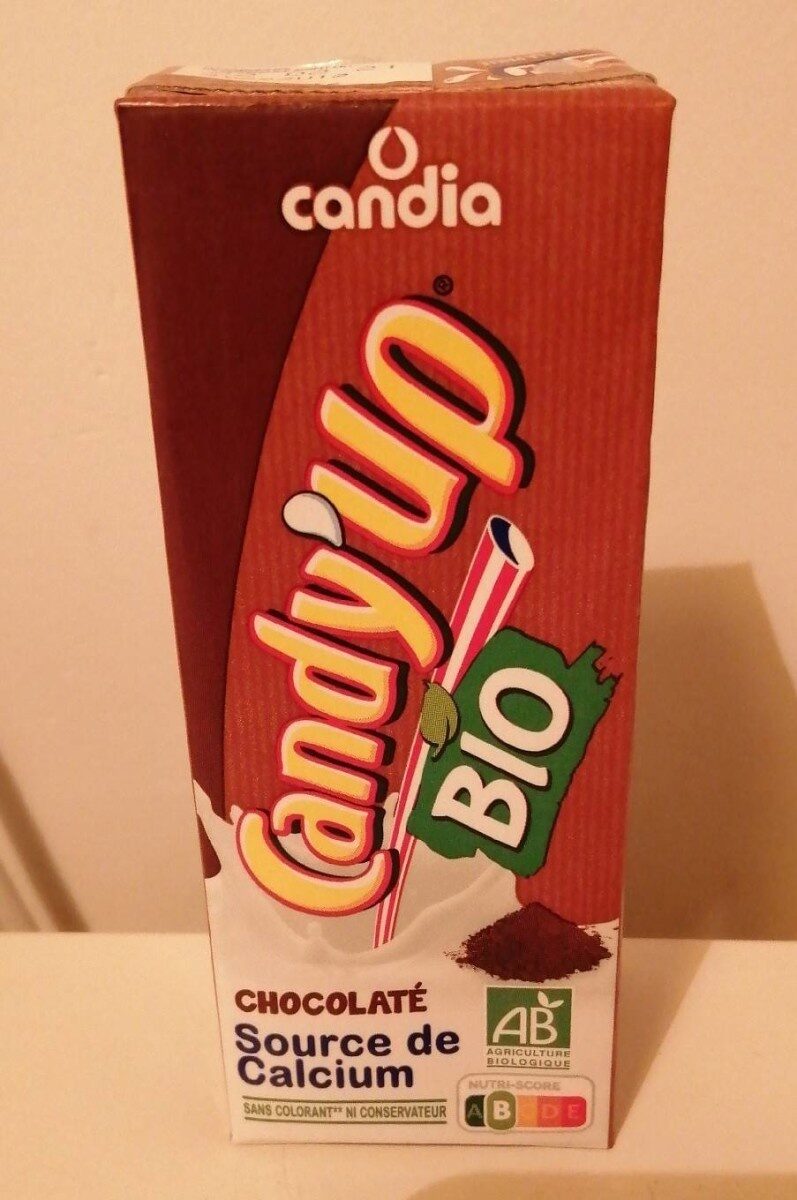 candia
Candy'Up®
BIO
CHOCOLATÉ
Source de
Calcium
SANS COLORANT** NI CONSERVATEUR
AB
AGRICULTURE
BIOLOGIQUE
NUTRI-SCORE
A B C D E